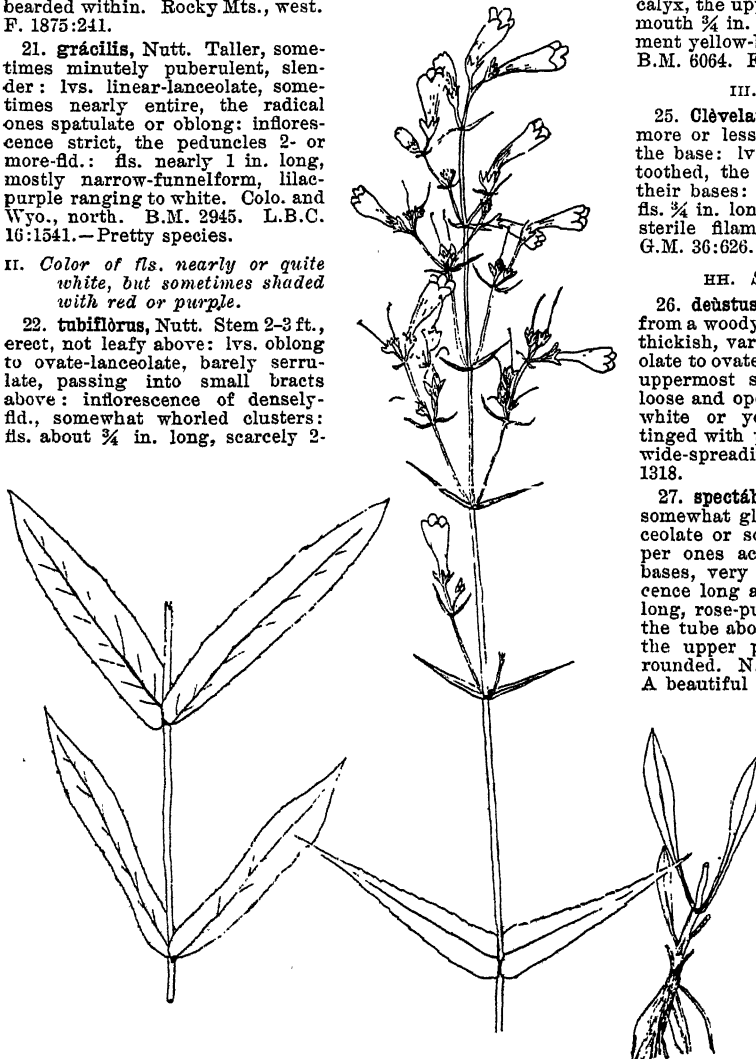 bearded within. Rocky Mts., west.
F. 1875:241.
21. grácilis, Nutt. Taller, some-
times minutely puberulent, slen-
der: lvs. linear-lanceolate, some-
times nearly entire, the radical
ones spatulate or oblong: inflores-
cence strict, the peduncles 2- or
more-fld.: fls. nearly 1 in. long,
mostly narrow-funnelform, lilac-
purple ranging to white. Colo. and
Wyo., north. B.M. 2945. L.B.C.
16:1541.—Pretty species.
II. Color of fls. nearly or quite
white, but sometimes shaded
with red or purple.
22. tubiflòrus, Nutt. Stem 2-3 ft.,
erect, not leafy above: lvs. oblong
to ovate-lanceolate, barely serru-
late, passing into small bracts
above: inflorescence of densely-
fld., somewhat whorled clusters:
fls. about ¾ in. long, scarcely 2-
calyx, the up
mouth ¾ in.
ment yellow-
B.M. 6064. F
III.
25. Clèvela
more or less
the base: lv
toothed, the
their bases:
fls. ¾ in. lon
sterile filam
G.M. 36:626.
HH.
26. deùstus
from a woody
thickish, var
olate to ovate
uppermost s
loose and op
white or ye
tinged with
wide-spreadi
1318.
27. spectáb
somewhat gl
ceolate or so
per ones ac
bases, very
cence long a
long, rose-pu
the tube abo
the upper p
rounded. N.
A beautiful